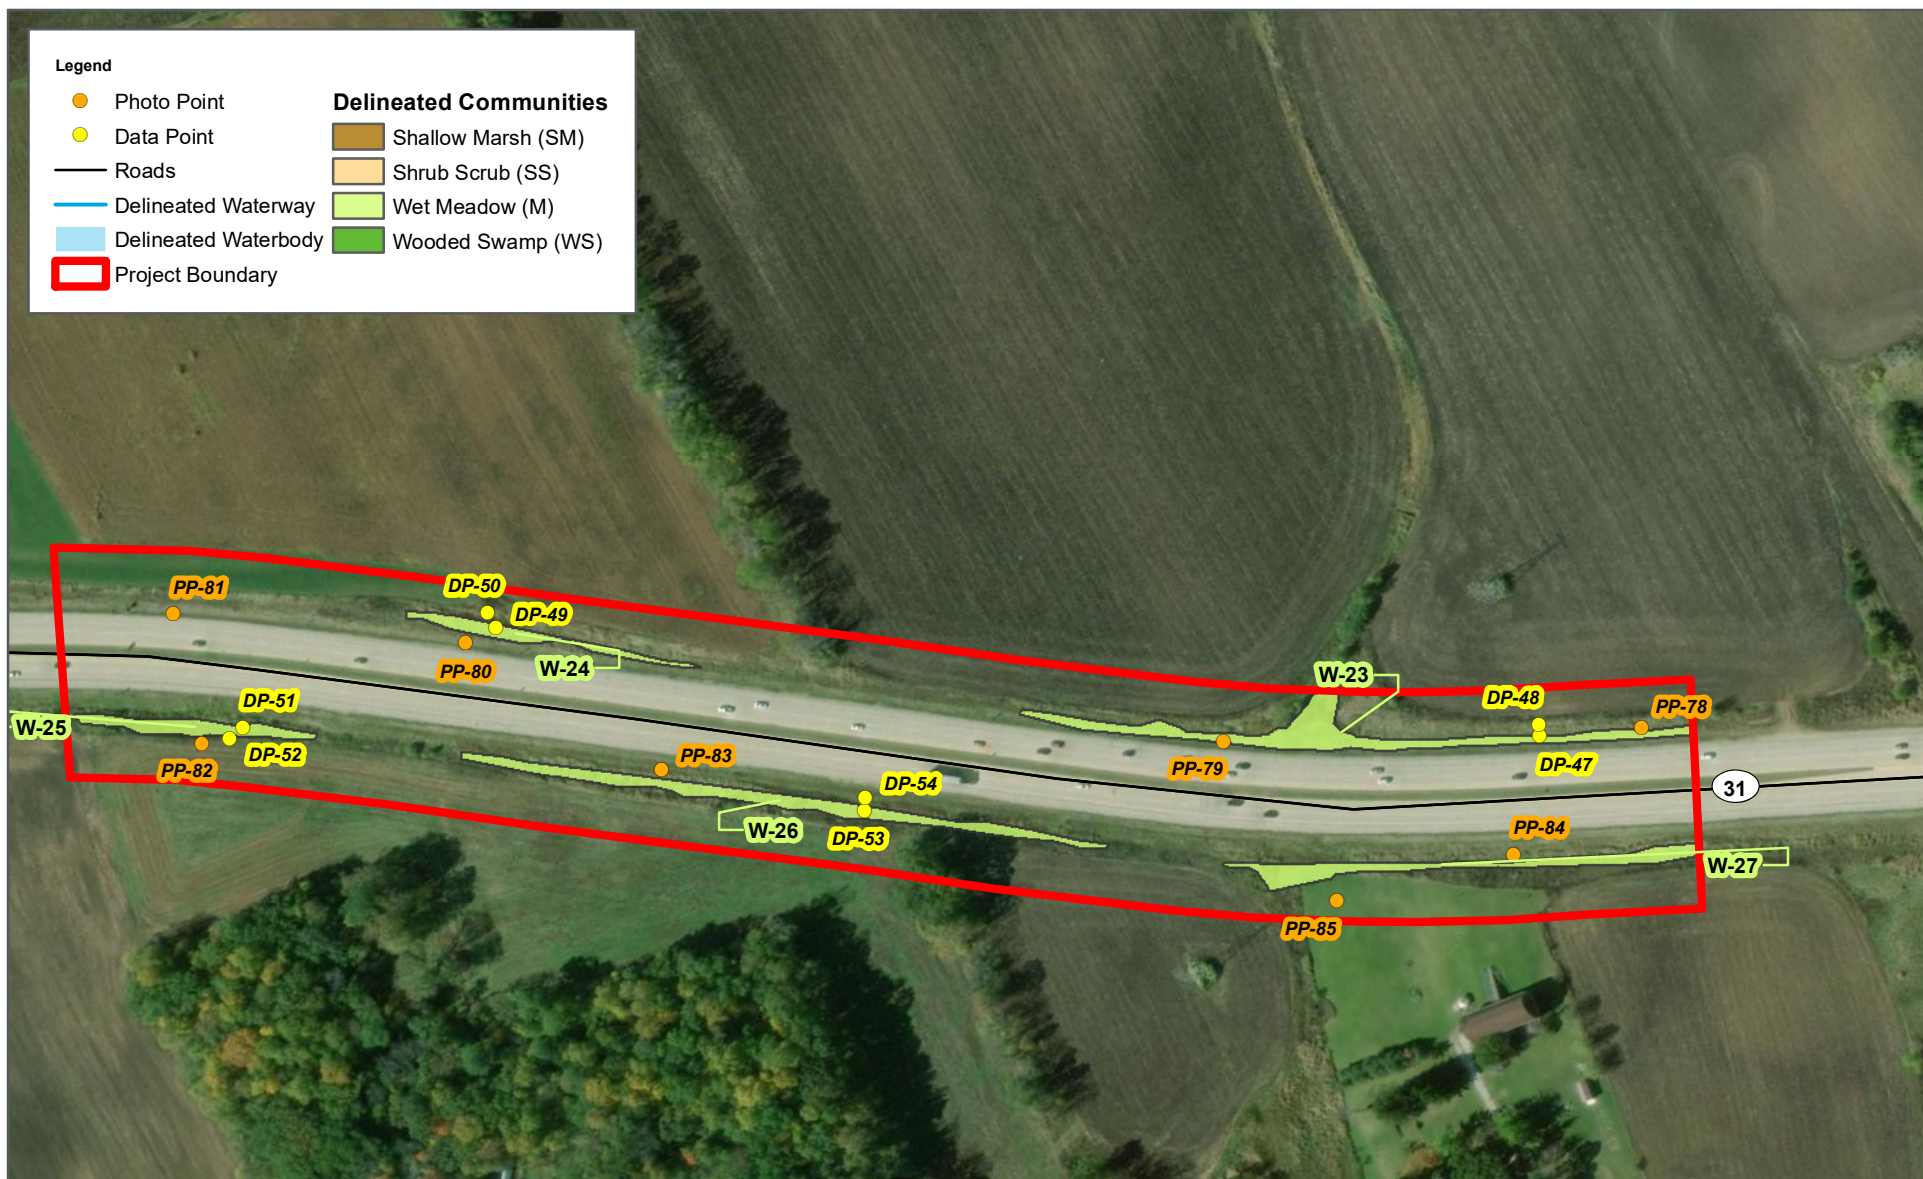 Legend
Photo Point
Data Point
Roads
Delineated Waterway
Delineated Waterbody
Project Boundary
Delineated Communities
Shallow Marsh (SM)
Shrub Scrub (SS)
Wet Meadow (M)
Wooded Swamp (WS)
PP-81
DP-50
DP-49
PP-80
W-24
W-23
DP-48
PP-78
DP-51
W-25
DP-52
PP-82
PP-83
PP-79
DP-47
DP-54
31
W-26
DP-53
PP-84
W-27
PP-85